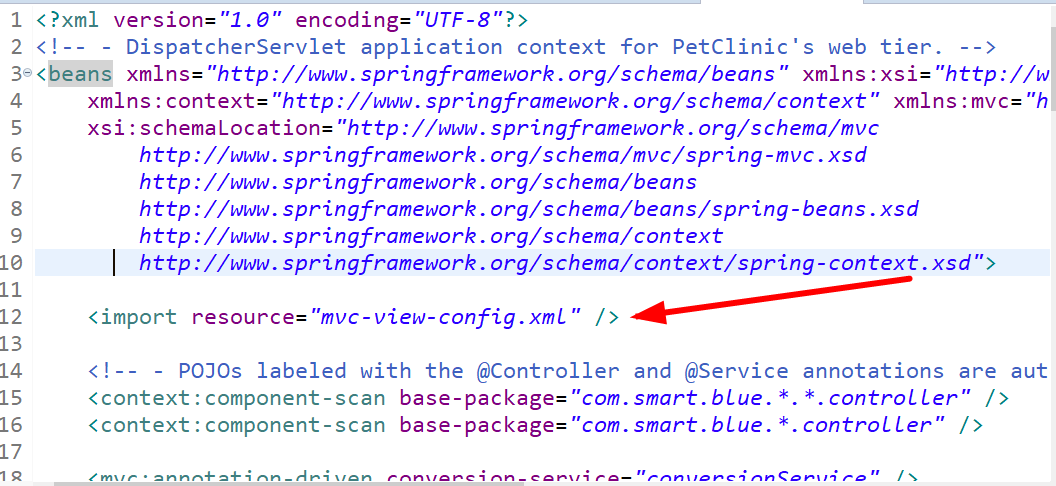 1 <?xml version="1.0" encoding="UTF-8"?>
2 <!-- - DispatcherServlet application context for PetClinic's web tier. -->
3 <beans xmlns="http://www.springframework.org/schema/beans" xmlns:xsi="http://w
4 xmlns:context="http://www.springframework.org/schema/context" xmlns:mvc="h
5 xsi:schemaLocation="http://www.springframework.org/schema/mvc
6 http://www.springframework.org/schema/mvc/spring-mvc.xsd
7 http://www.springframework.org/schema/beans
8 http://www.springframework.org/schema/beans/spring-beans.xsd
9 http://www.springframework.org/schema/context
10 http://www.springframework.org/schema/context/spring-context.xsd">
11
12 <import resource="mvc-view-config.xml" />
13
14 <!-- - POJOs labeled with the @Controller and @Service annotations are aut
15 <context:component-scan base-package="com.smart.blue.*.*.controller" />
16 <context:component-scan base-package="com.smart.blue.*.controller" />
17
18 <mvc:annotation-driven conversion-service="conversionService" />